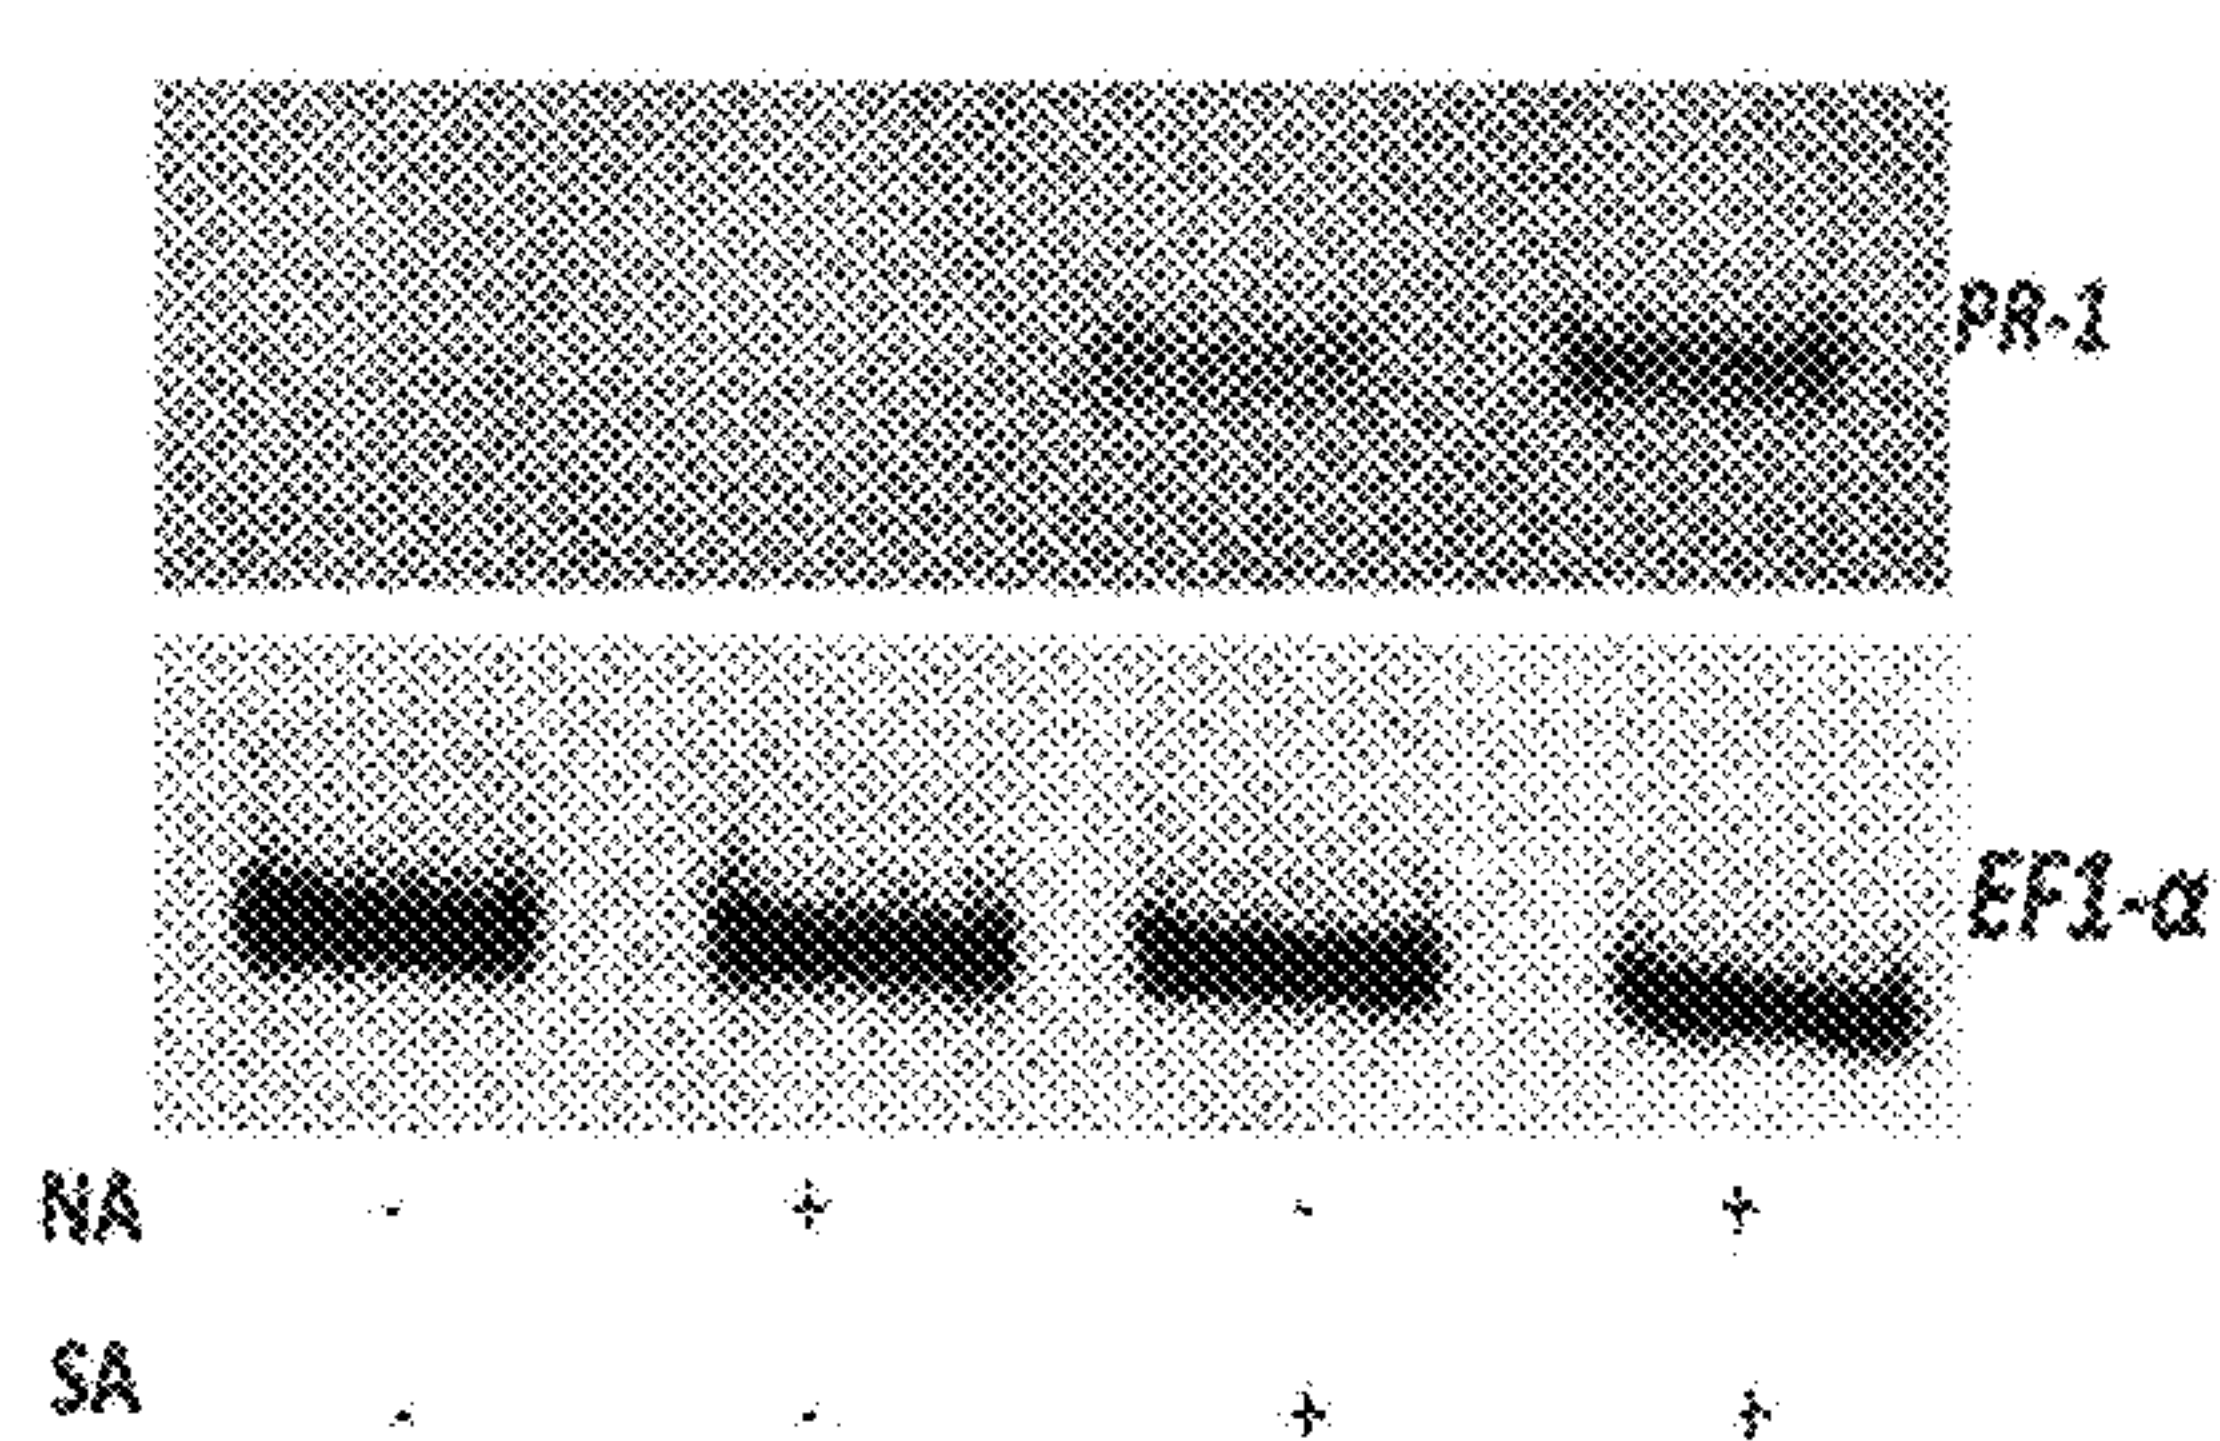 PR-1
EF1-α
NA - + - +
SA - - + +